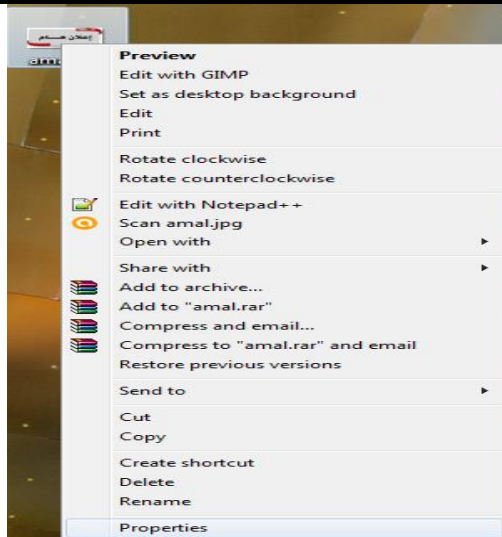 إعلان هـــام
Preview
Edit with GIMP
Set as desktop background
Edit
Print
Rotate clockwise
Rotate counterclockwise
Edit with Notepad++
Scan amal.jpg
Open with
Share with
Add to archive...
Add to "amal.rar"
Compress and email...
Compress to "amal.rar" and email
Restore previous versions
Send to
Cut
Copy
Create shortcut
Delete
Rename
Properties